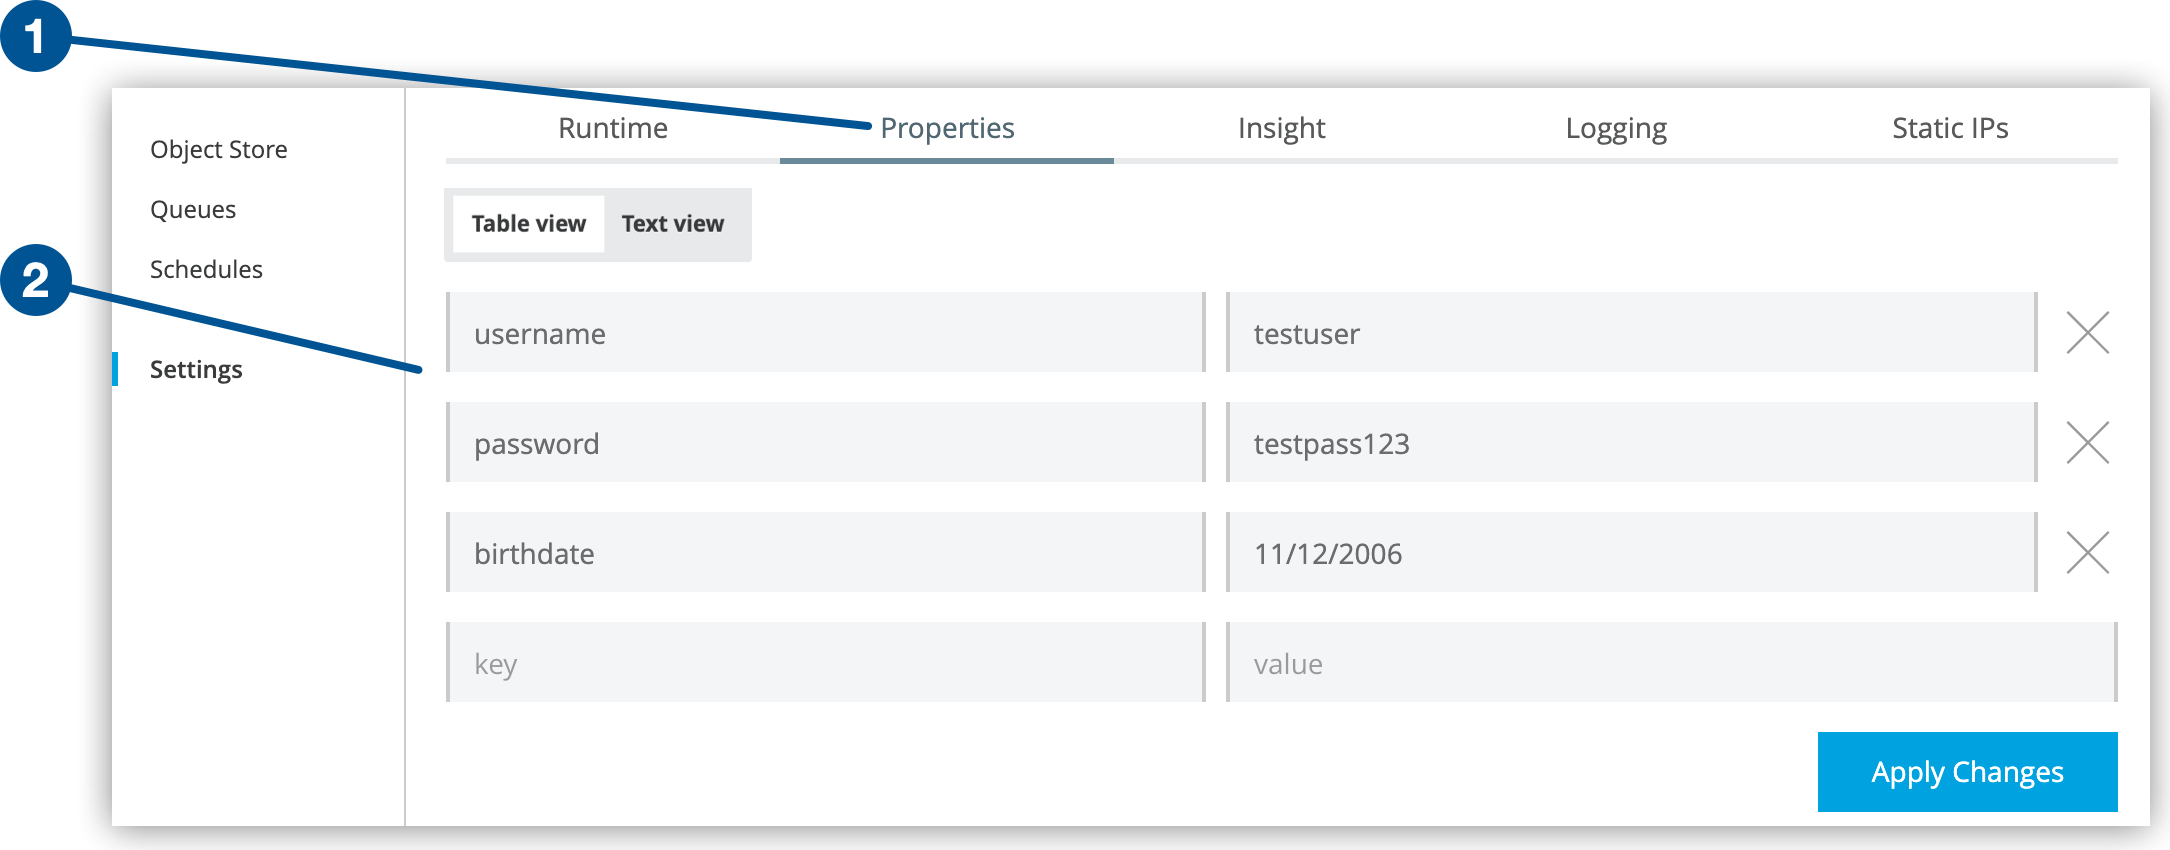 1
Runtime Properties Insight Logging Static IPs
Object Store
Queues
Schedules
Settings
2
Table view Text view
username testuser
password testpass123
birthdate 11/12/2006
key value
Apply Changes